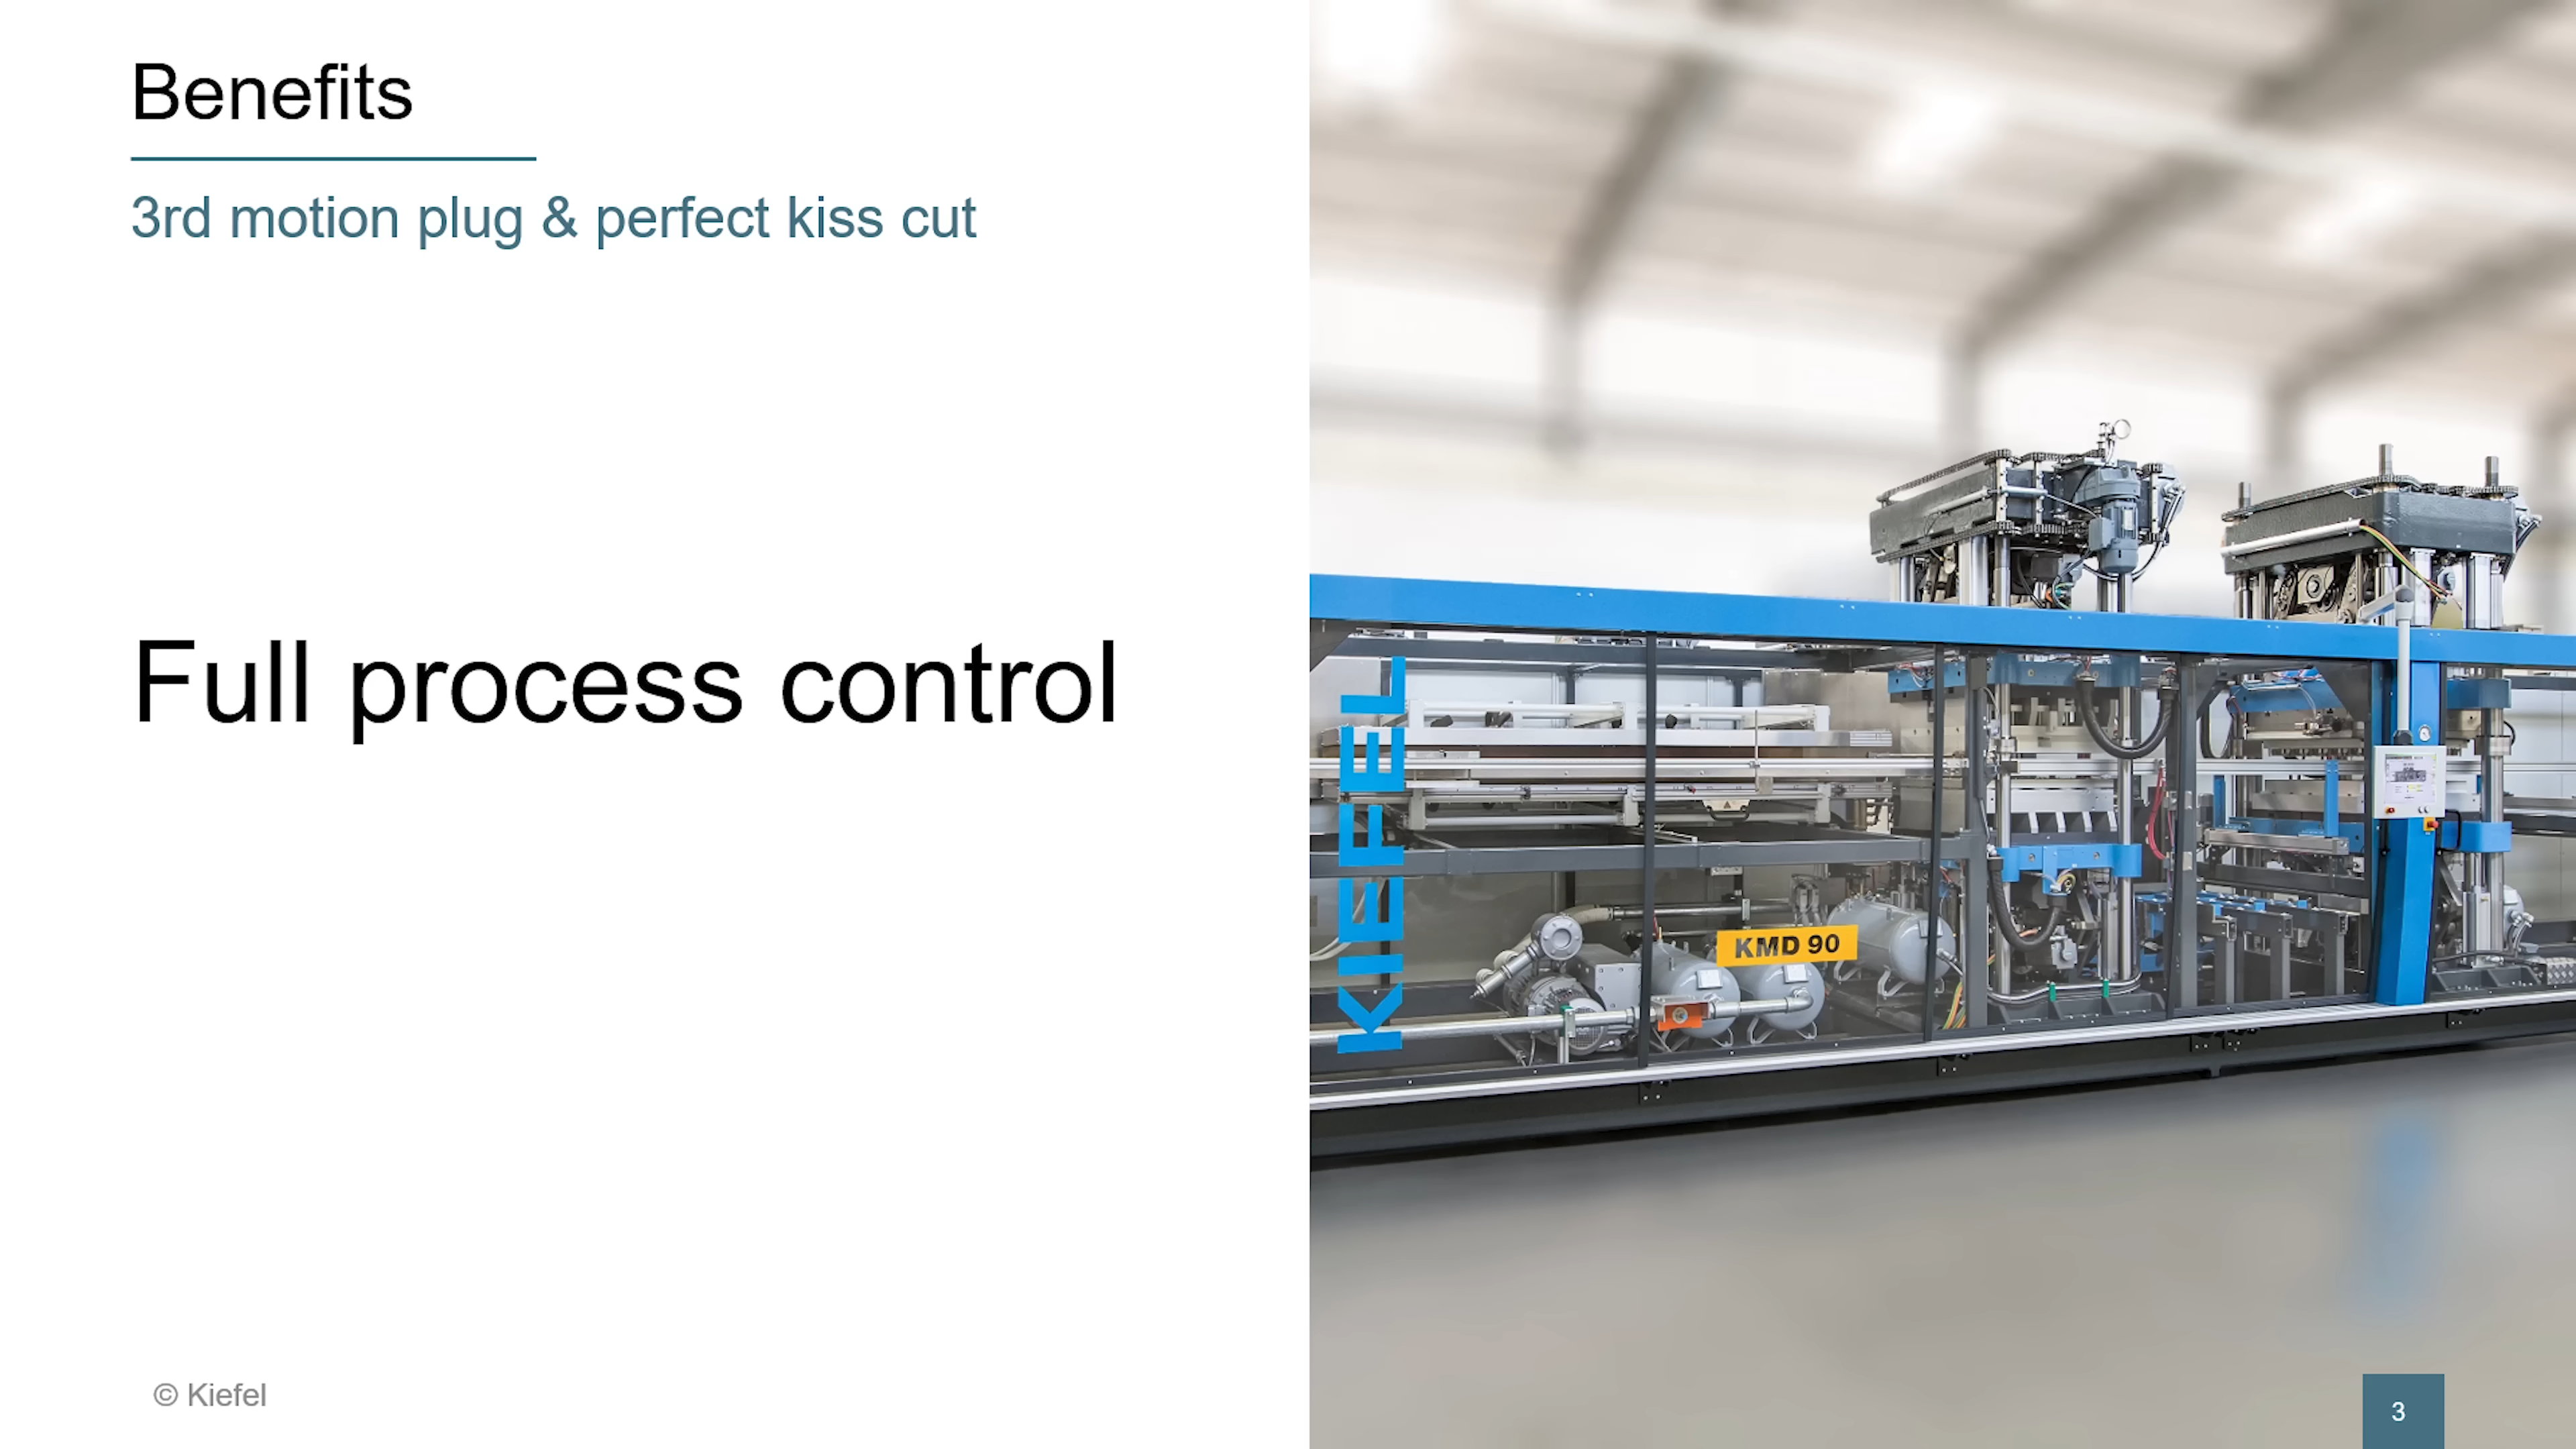 Benefits
3rd motion plug & perfect kiss cut
Full process control
KIEFEL
KMD 90
© Kiefel
3